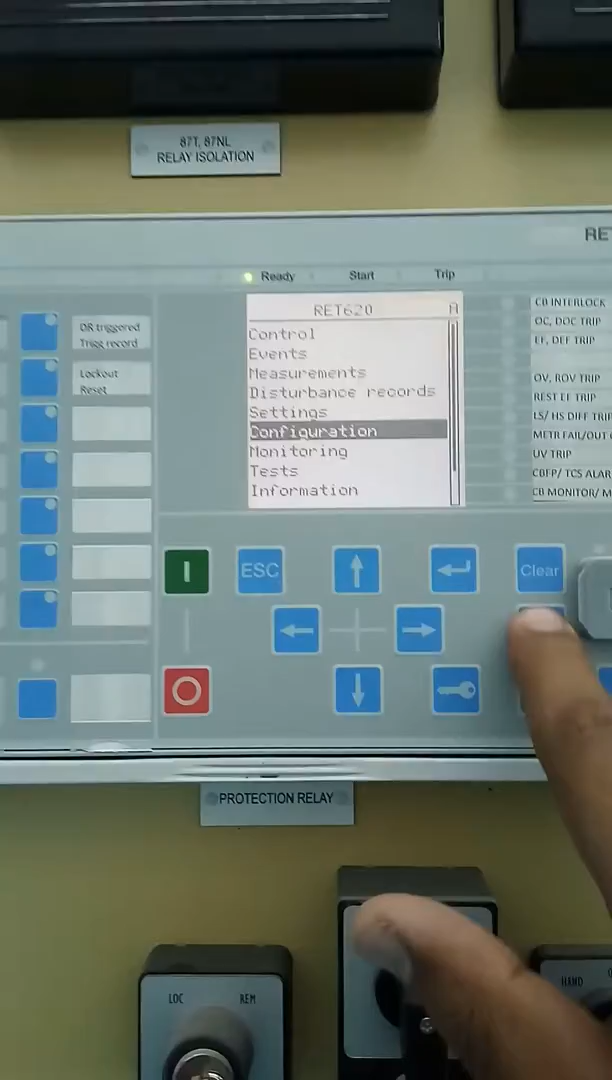 87T, 87NL
RELAY ISOLATION
RE
Ready
Start
Trip
RET620
A
Control
Events
Measurements
Disturbance records
Settings
Configuration
Monitoring
Tests
Information
DR triggered
Trigg record
Lockout
Reset
CB INTERLOCK
OC, DOC TRIP
EF, DEF TRIP
OV, ROV TRIP
REST EF TRIP
LS/ HS DIFF TRIP
METR FAIL/OUT
UV TRIP
CBFP/ TCS ALAR
CB MONITOR/ M
I
ESC
Clear
PROTECTION RELAY
LOC
REM
HAND